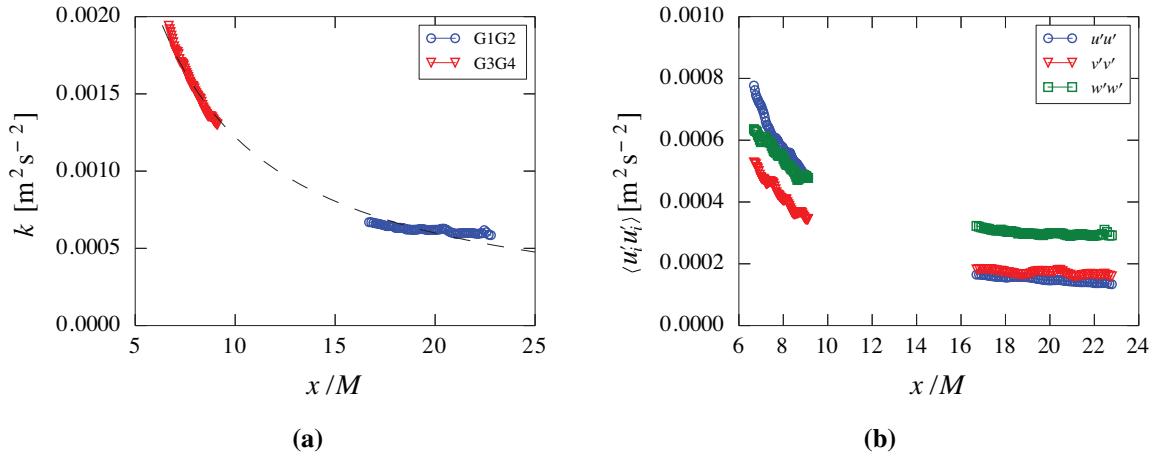 0.0020
0.0015
0.0010
0.0005
0.0000
k [m² s⁻²]
5 10 15 20 25
x / M
G1G2
G3G4
(a)
0.0010
0.0008
0.0006
0.0004
0.0002
0.0000
⟨u′ᵢu′ᵢ⟩ [m² s⁻²]
6 8 10 12 14 16 18 20 22 24
x / M
u′u′
v′v′
w′w′
(b)